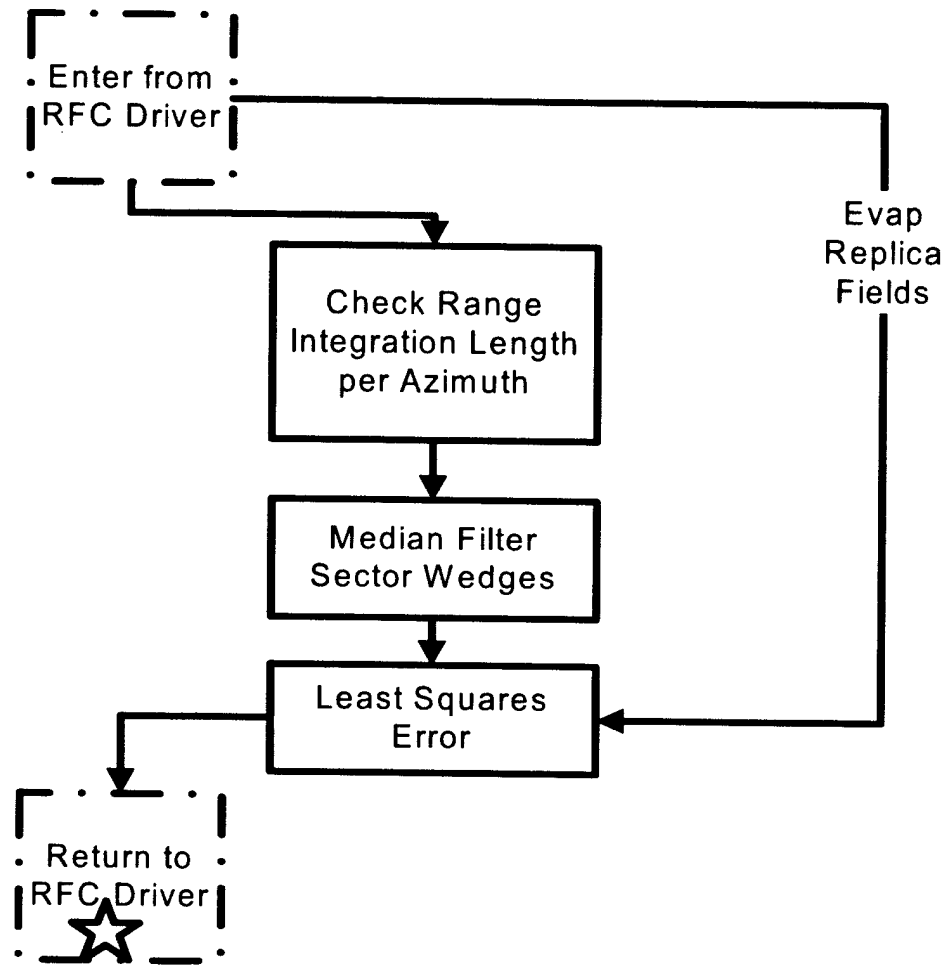 Enter from
RFC Driver
Evap
Replica
Fields
Check Range
Integration Length
per Azimuth
Median Filter
Sector Wedges
Least Squares
Error
Return to
RFC Driver